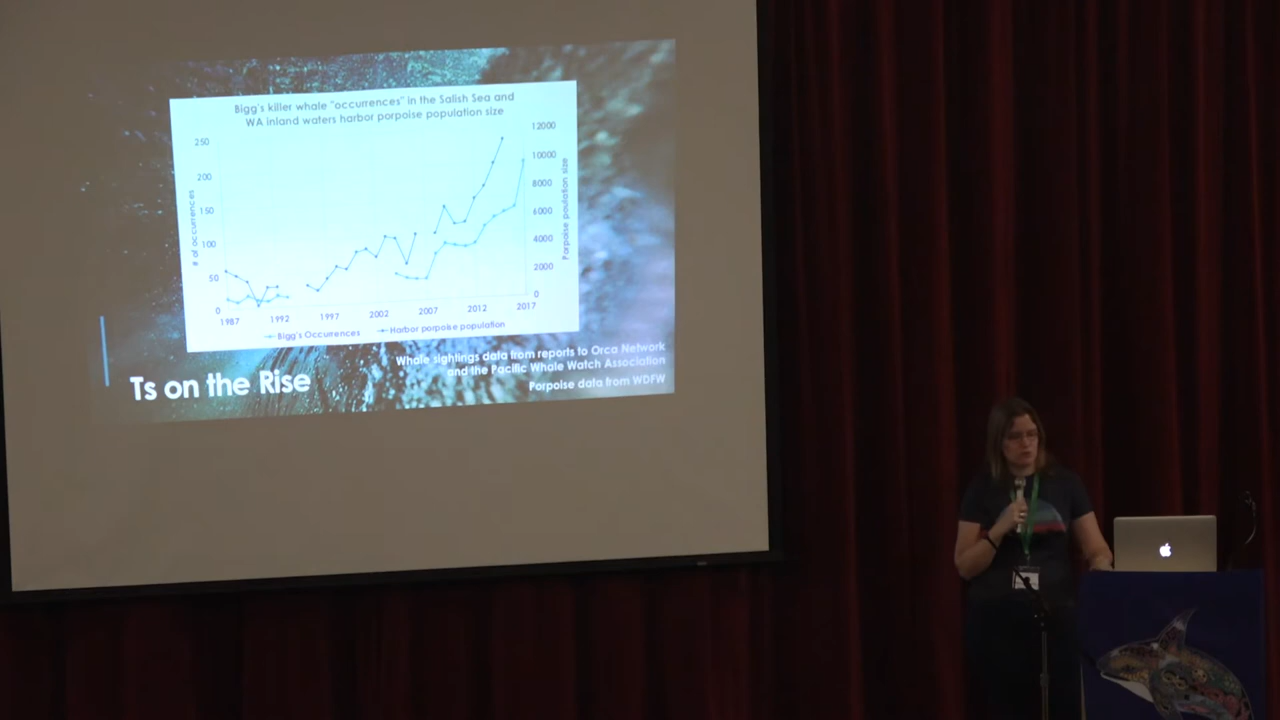 Bigg's killer whale "occurrences" in the Salish Sea and
WA inland waters harbor porpoise population size
250
200
150
100
50
0
# of occurrences
12000
10000
8000
6000
4000
2000
0
Porpoise poulation size
1987
1992
1997
2002
2007
2012
2017
Bigg's Occurrences
Harbor porpoise population
Whale sightings data from reports to Orca Network
and the Pacific Whale Watch Association
Porpoise data from WDFW
Ts on the Rise